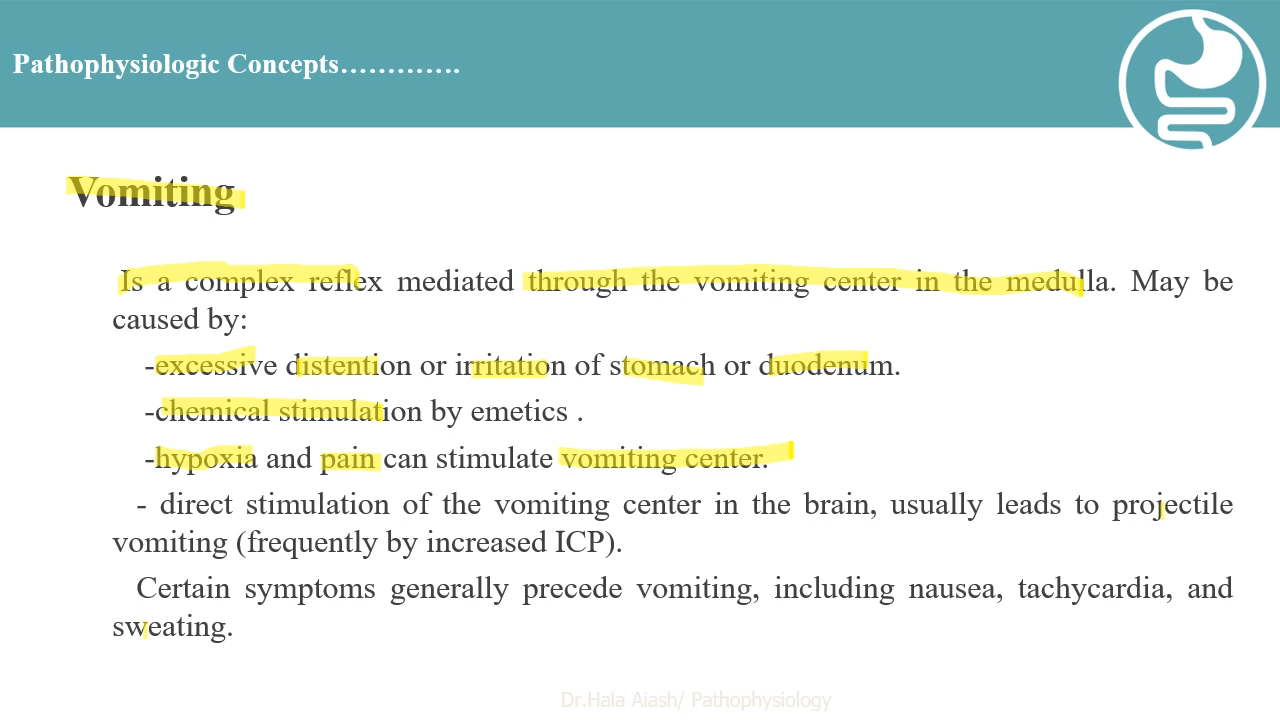 Pathophysiologic Concepts………….
Vomiting
Is a complex reflex mediated through the vomiting center in the medulla. May be
caused by:
-excessive distention or irritation of stomach or duodenum.
-chemical stimulation by emetics .
-hypoxia and pain can stimulate vomiting center.
- direct stimulation of the vomiting center in the brain, usually leads to projectile
vomiting (frequently by increased ICP).
Certain symptoms generally precede vomiting, including nausea, tachycardia, and
sweating.
Dr.Hala Aiash/ Pathophysiology